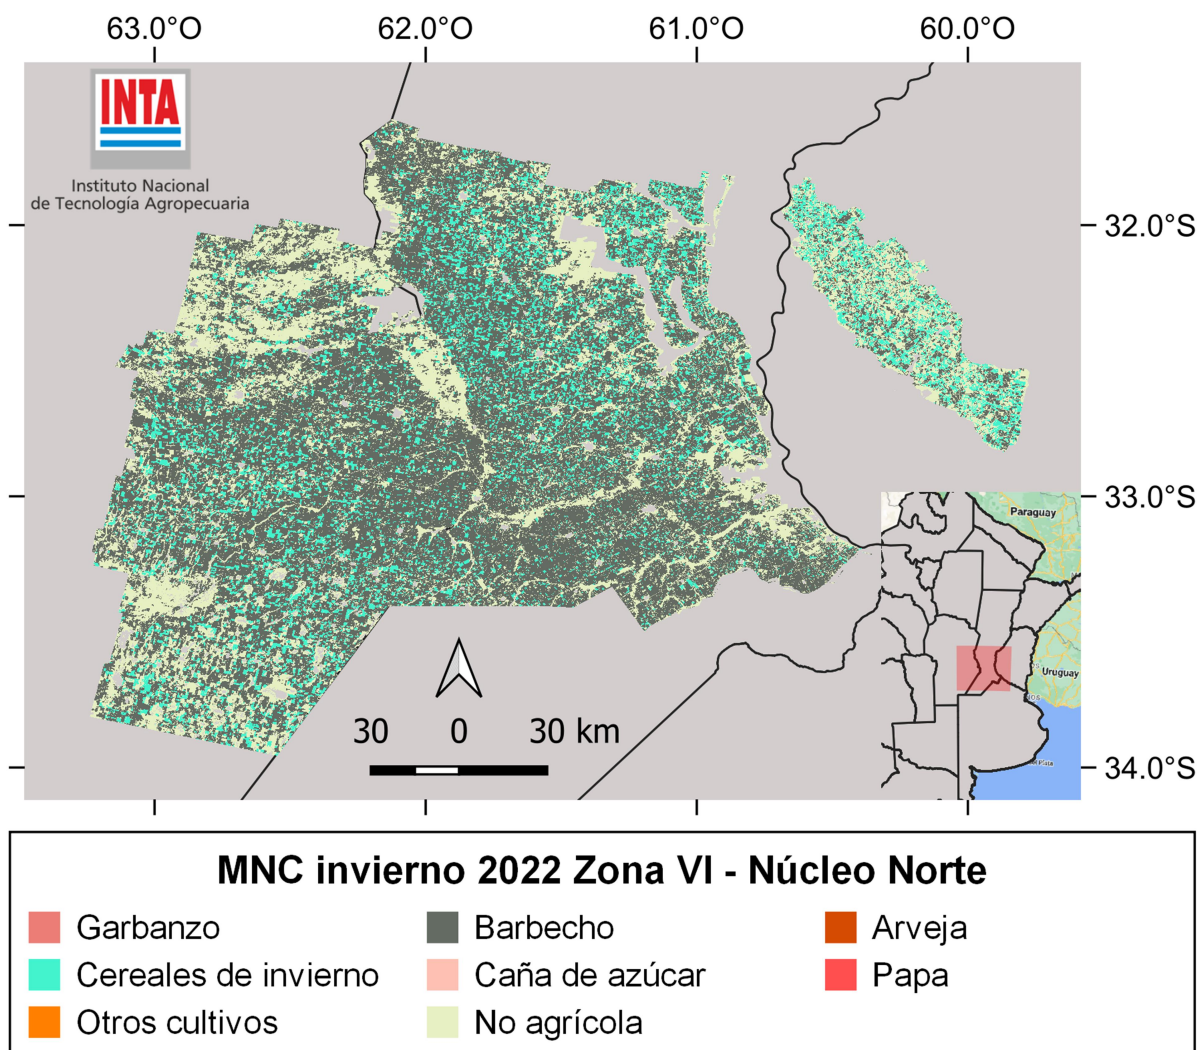 63.0°O 62.0°O 61.0°O 60.0°O
INTA
Instituto Nacional
de Tecnología Agropecuaria
32.0°S
33.0°S
Paraguay
Uruguay
30 0 30 km
34.0°S
MNC invierno 2022 Zona VI - Núcleo Norte
Garbanzo Barbecho Arveja
Cereales de invierno Caña de azúcar Papa
Otros cultivos No agrícola